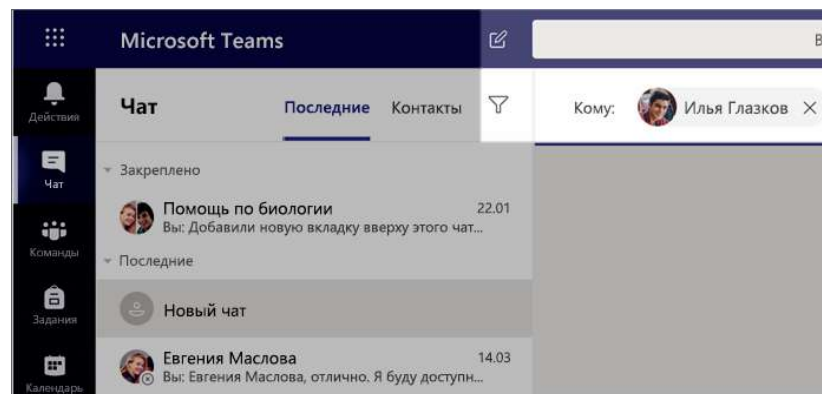 Microsoft Teams
В
Действия
Чат
Последние
Контакты
Кому:
Илья Глазков
Чат
Закреплено
Помощь по биологии
22.01
Вы: Добавили новую вкладку вверху этого чат...
Команды
Последние
Задания
Новый чат
Евгения Маслова
14.03
Вы: Евгения Маслова, отлично. Я буду доступн...
Календарь